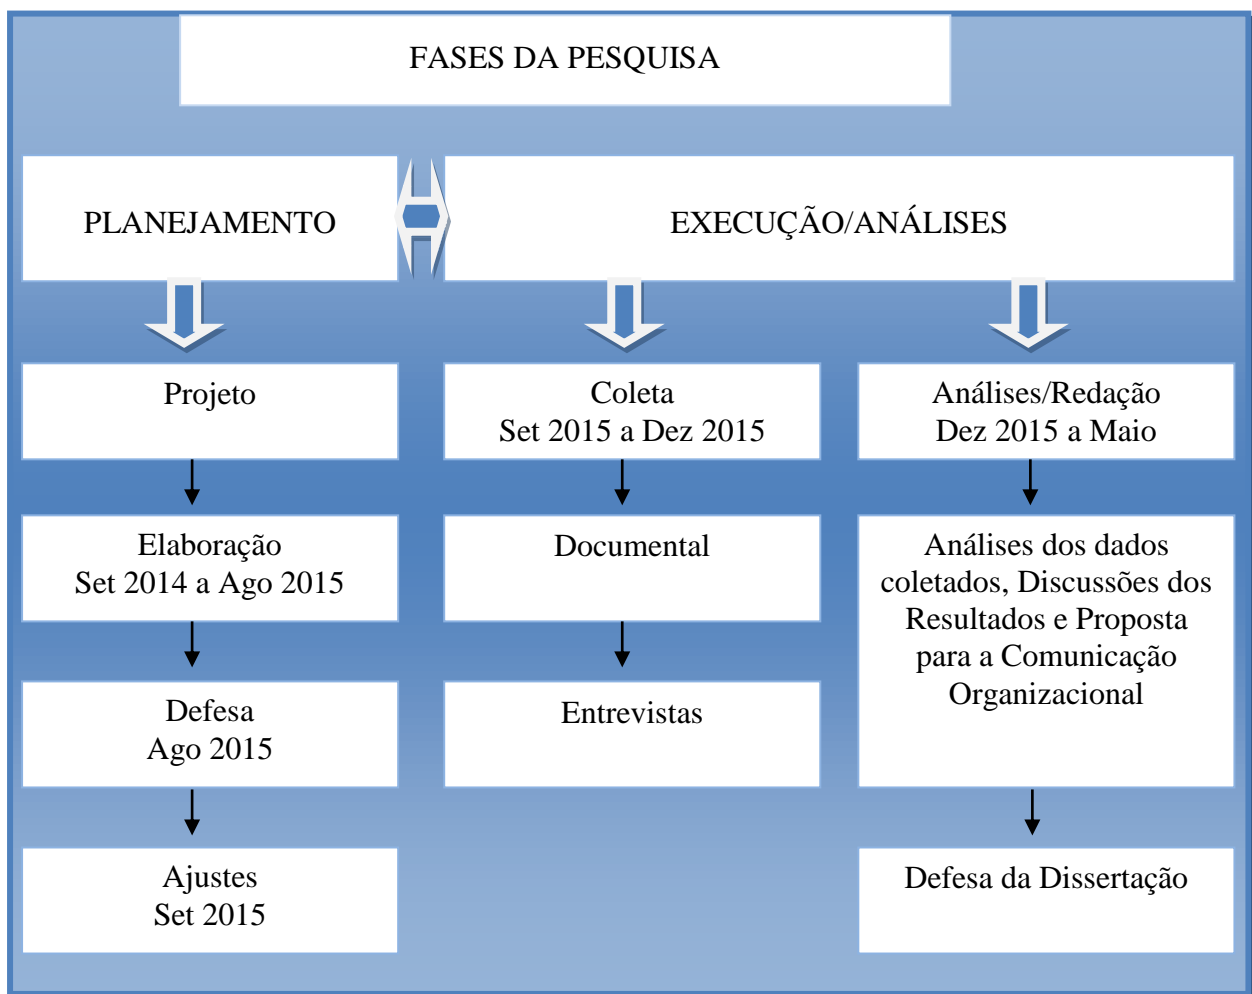 FASES DA PESQUISA
PLANEJAMENTO
EXECUÇÃO/ANÁLISES
Projeto
Elaboração
Set 2014 a Ago 2015
Defesa
Ago 2015
Ajustes
Set 2015
Coleta
Set 2015 a Dez 2015
Documental
Entrevistas
Análises/Redação
Dez 2015 a Maio
Análises dos dados
coletados, Discussões dos
Resultados e Proposta
para a Comunicação
Organizacional
Defesa da Dissertação